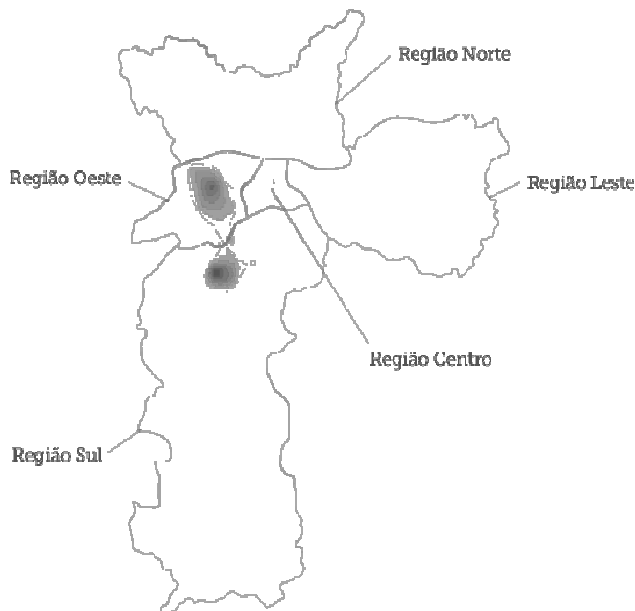 Região Norte
Região Oeste
Região Leste
Região Centro
Região Sul